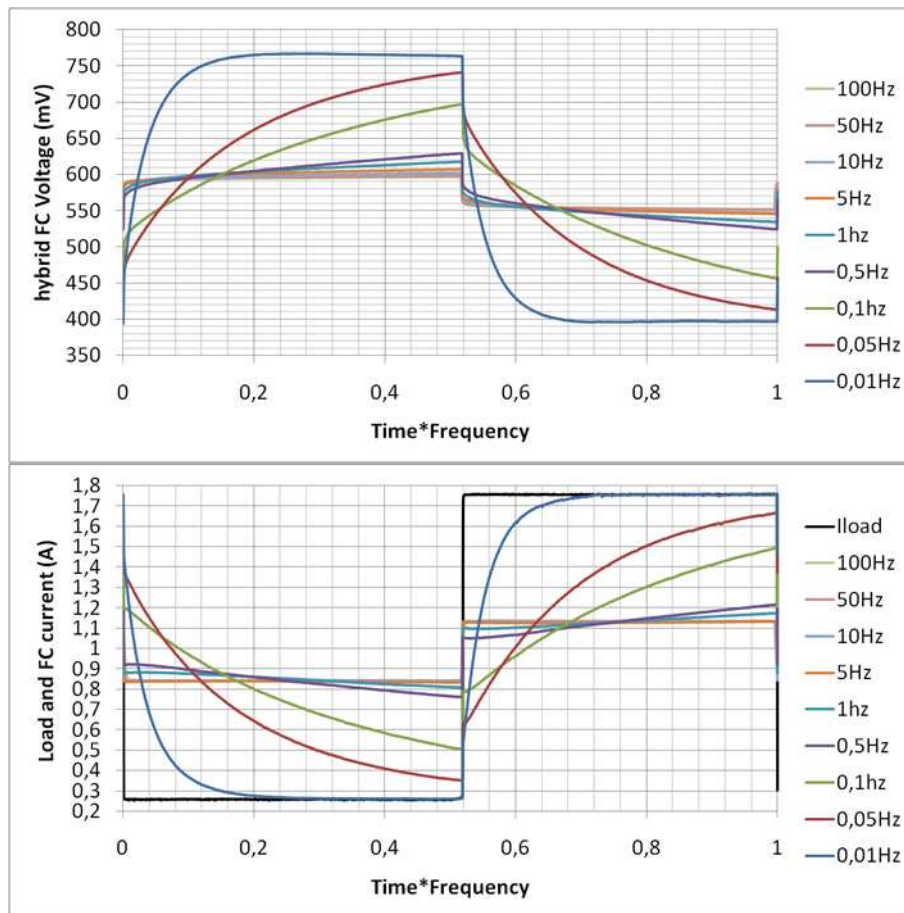 hybrid FC Voltage (mV)
800
750
700
650
600
550
500
450
400
350
0
0,2
0,4
0,6
0,8
1
Time*Frequency
100Hz
50Hz
10Hz
5Hz
1hz
0,5Hz
0,1hz
0,05Hz
0,01Hz
Load and FC current (A)
1,8
1,7
1,6
1,5
1,4
1,3
1,2
1,1
1
0,9
0,8
0,7
0,6
0,5
0,4
0,3
0,2
0
0,2
0,4
0,6
0,8
1
Time*Frequency
Iload
100Hz
50Hz
10Hz
5Hz
1hz
0,5Hz
0,1hz
0,05Hz
0,01Hz